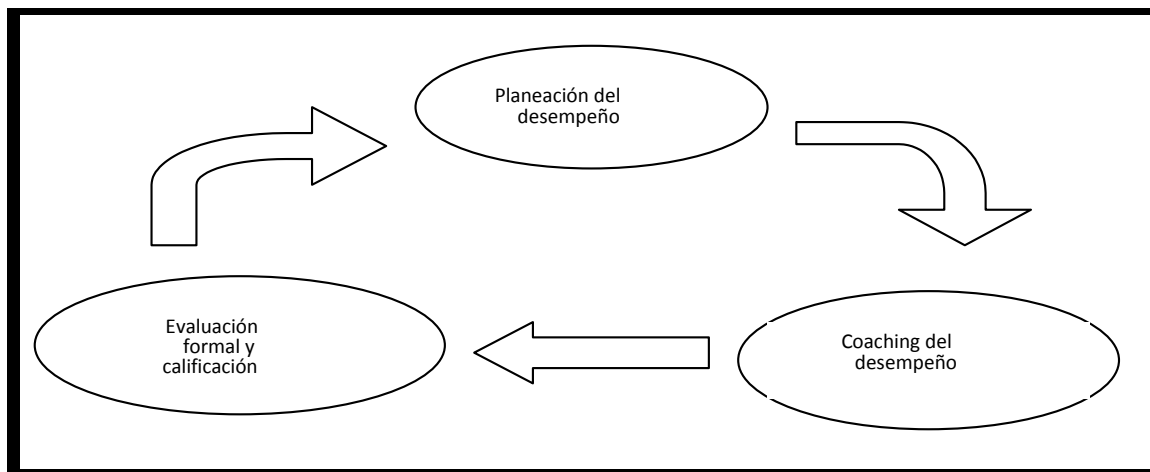 Planeación del
desempeño
Evaluación
formal y
calificación
Coaching del
desempeño